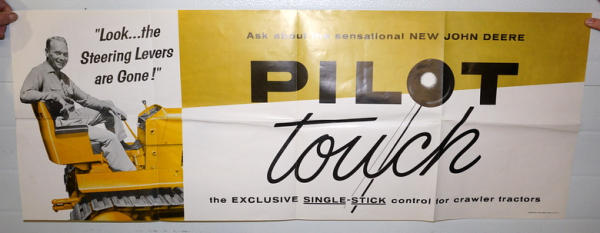 "Look...the
Steering Levers
are Gone!"
Ask about the sensational NEW JOHN DEERE
PILOT
touch
the EXCLUSIVE SINGLE-STICK control for crawler tractors